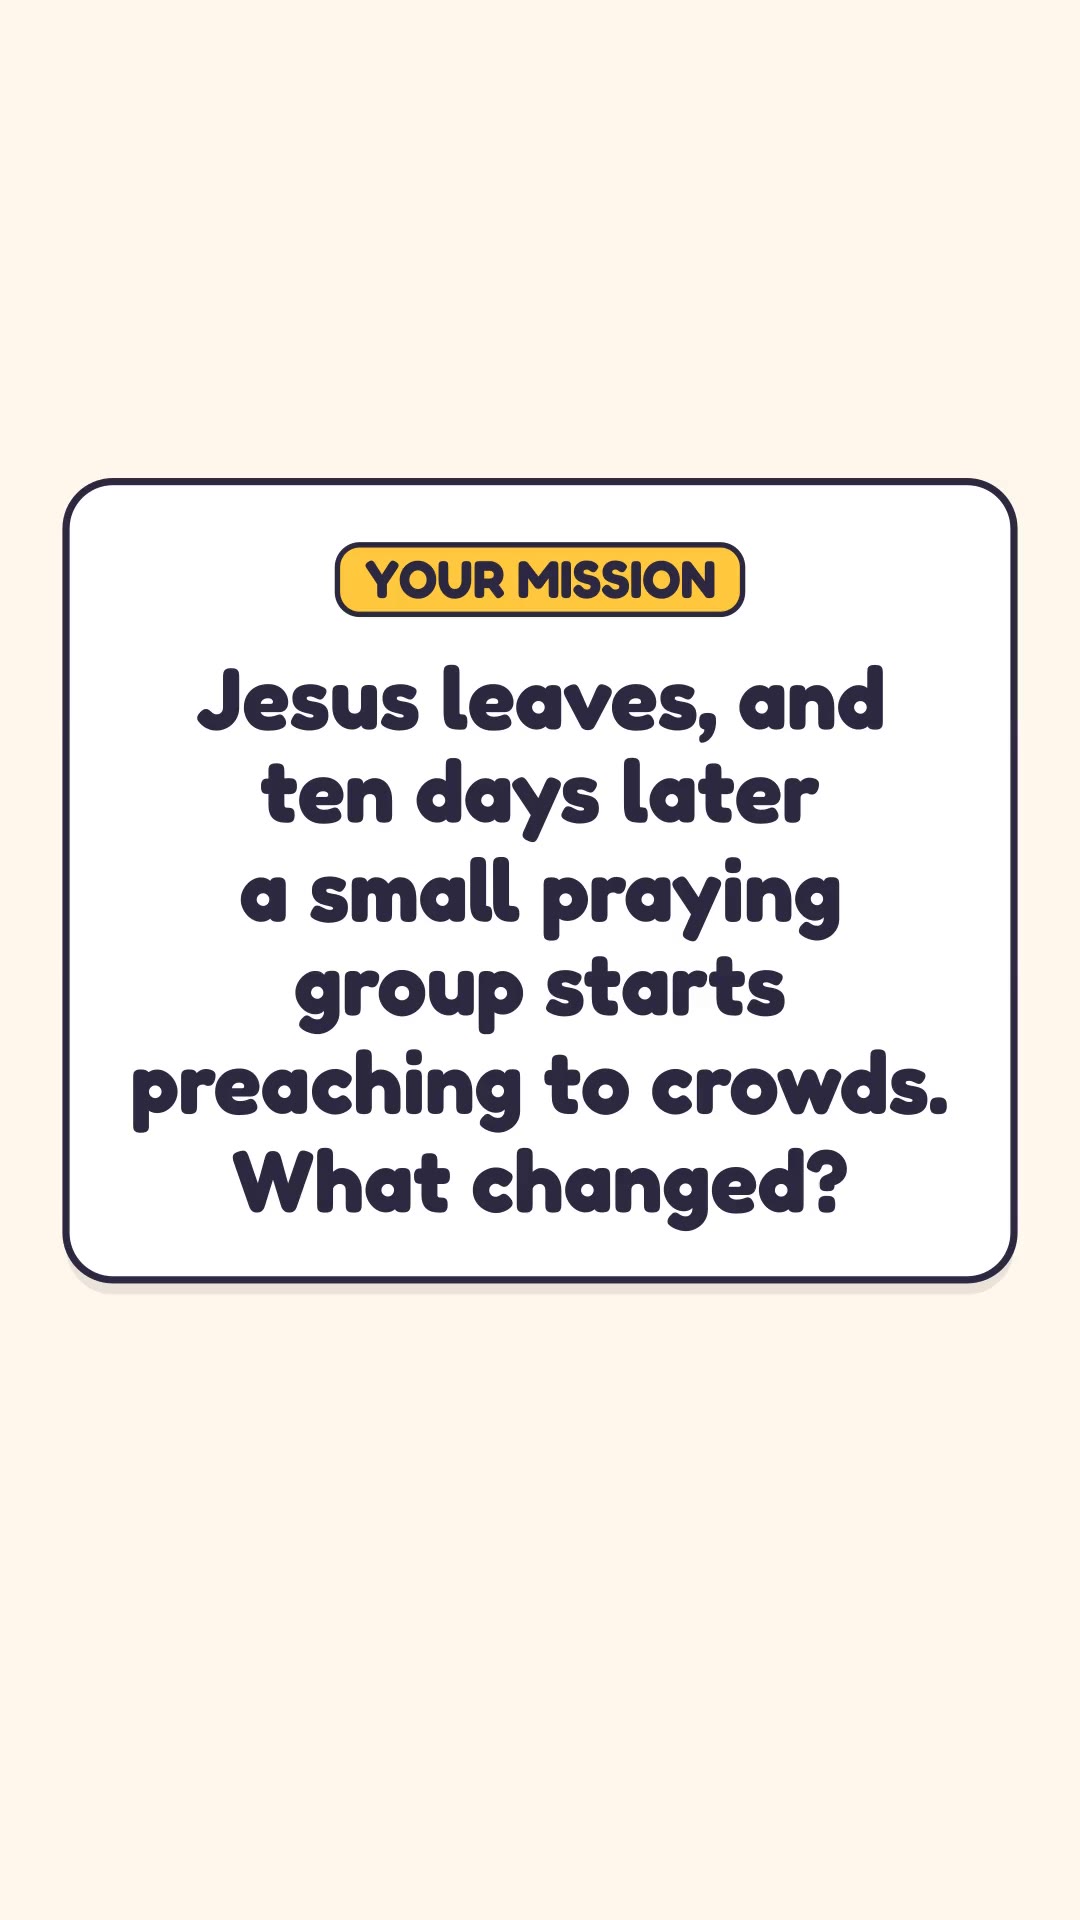 YOUR MISSION
Jesus leaves, and
ten days later
a small praying
group starts
preaching to crowds.
What changed?